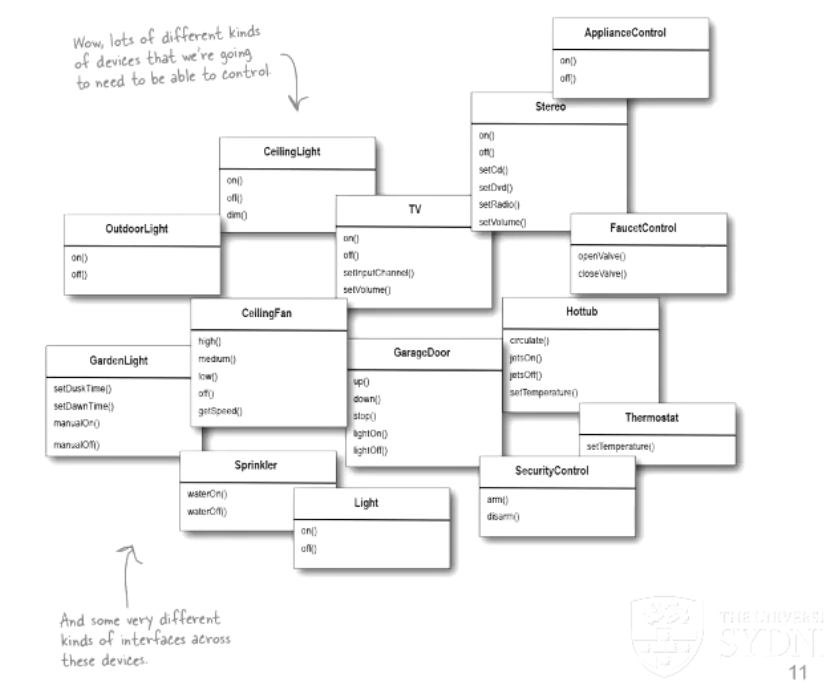 Wow, lots of different kinds
of devices that we're going
to need to be able to control.
ApplianceControl
on()
off()
Stereo
on()
off()
setCd()
setDvd()
setRadio()
setVolume()
CeilingLight
on()
off()
dim()
TV
on()
off()
setInputChannel()
setVolume()
OutdoorLight
on()
off()
FaucetControl
openValve()
closeValve()
CeilingFan
high()
medium()
low()
off()
getSpeed()
Hottub
circulate()
jetsOn()
jetsOff()
setTemperature()
GardenLight
setDuskTime()
setDawnTime()
manualOn()
manualOff()
GarageDoor
up()
down()
stop()
lightOn()
lightOff()
Thermostat
setTemperature()
Sprinkler
waterOn()
waterOff()
SecurityControl
arm()
disarm()
Light
on()
off()
And some very different
kinds of interfaces across
these devices.
THE UNIVERSI
SYDN
11